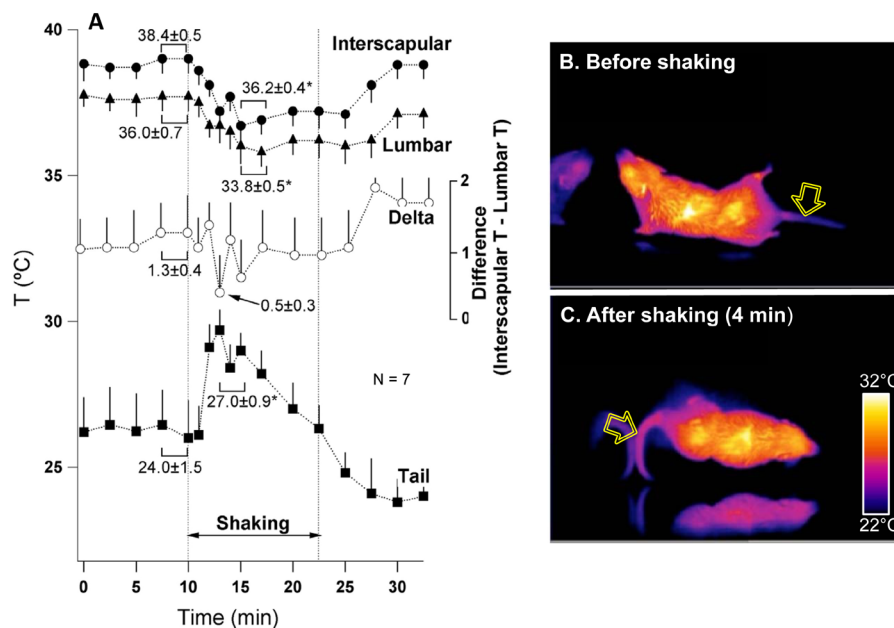 A
40
35
30
25
T (ºC)
38.4±0.5
Interscapular
36.2±0.4*
36.0±0.7
Lumbar
33.8±0.5*
2
1
0
Difference
(Interscapular T - Lumbar T)
Delta
1.3±0.4
0.5±0.3
N = 7
27.0±0.9*
24.0±1.5
Tail
Shaking
0 5 10 15 20 25 30
Time (min)
B. Before shaking
C. After shaking (4 min)
32°C
22°C